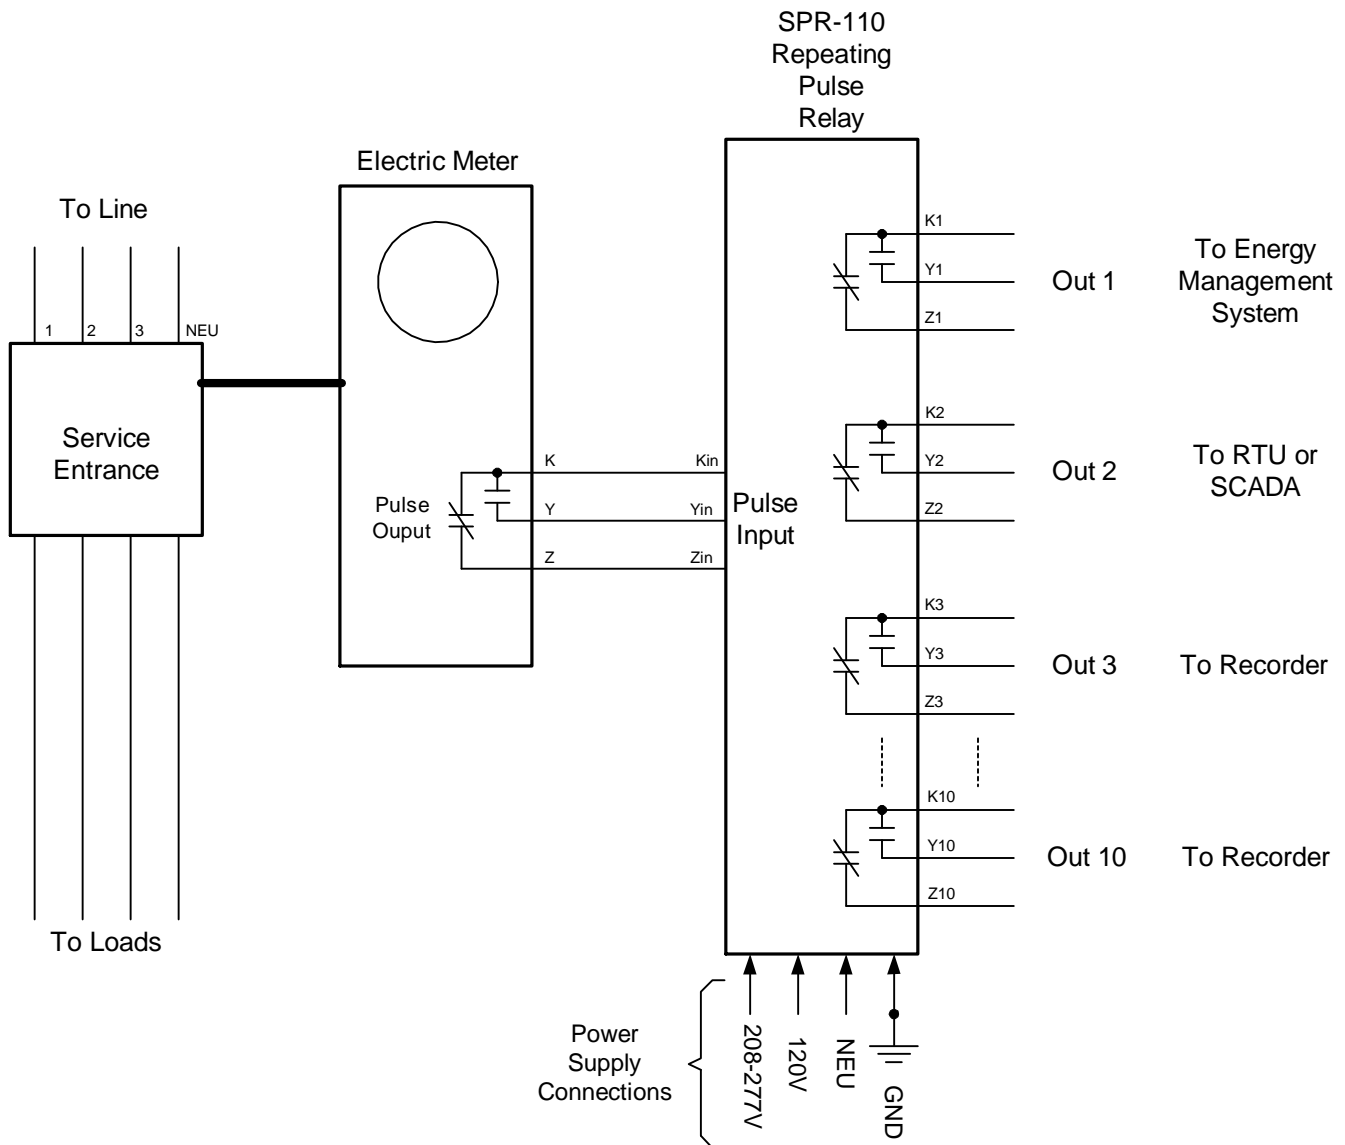 SPR-110
Repeating
Pulse
Relay
Electric Meter
To Line
1 2 3 NEU
Service
Entrance
To Loads
Pulse
Ouput
K
Y
Z
Kin
Yin
Zin
Pulse
Input
K1
Y1
Z1
Out 1
To Energy
Management
System
K2
Y2
Z2
Out 2
To RTU or
SCADA
K3
Y3
Z3
Out 3
To Recorder
K10
Y10
Z10
Out 10
To Recorder
Power
Supply
Connections
208-277V
120V
NEU
GND